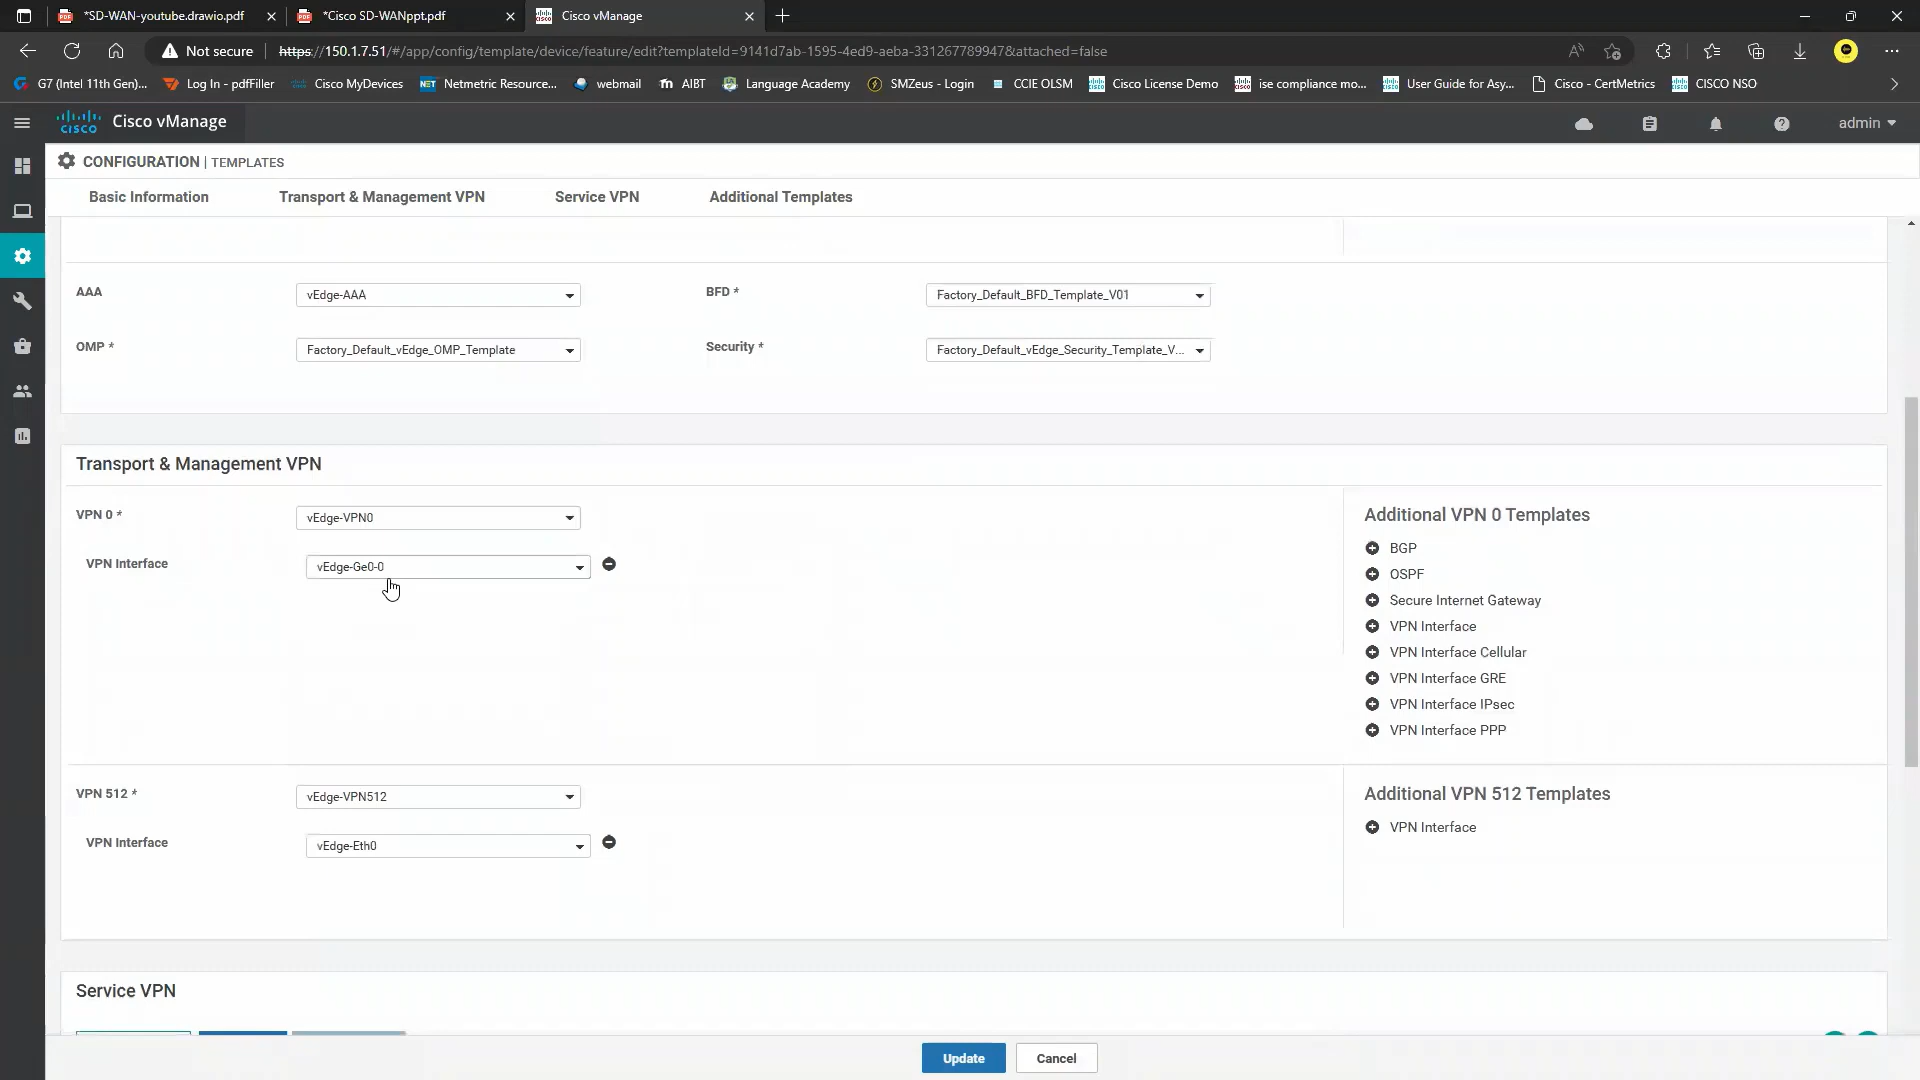 *SD-WAN-youtube.drawio.pdf
*Cisco SD-WANppt.pdf
Cisco vManage
Not secure
https://150.1.7.51/#/app/config/template/device/feature/edit?templateId=9141d7ab-1595-4ed9-aeba-331267789947&attached=false
G7 (Intel 11th Gen)...
Log In - pdfFiller
Cisco MyDevices
NET Netmetric Resource...
webmail
m AIBT
Language Academy
SMZeus - Login
CCIE OLSM
Cisco License Demo
ise compliance mo...
User Guide for Asy...
Cisco - CertMetrics
CISCO NSO
CISCO Cisco vManage
admin
CONFIGURATION | TEMPLATES
Basic Information
Transport & Management VPN
Service VPN
Additional Templates
AAA
vEdge-AAA
BFD *
Factory_Default_BFD_Template_V01
OMP *
Factory_Default_vEdge_OMP_Template
Security *
Factory_Default_vEdge_Security_Template_V...
Transport & Management VPN
VPN 0 *
vEdge-VPN0
VPN Interface
vEdge-Ge0-0
Additional VPN 0 Templates
BGP
OSPF
Secure Internet Gateway
VPN Interface
VPN Interface Cellular
VPN Interface GRE
VPN Interface IPsec
VPN Interface PPP
VPN 512 *
vEdge-VPN512
VPN Interface
vEdge-Eth0
Additional VPN 512 Templates
VPN Interface
Service VPN
Update
Cancel